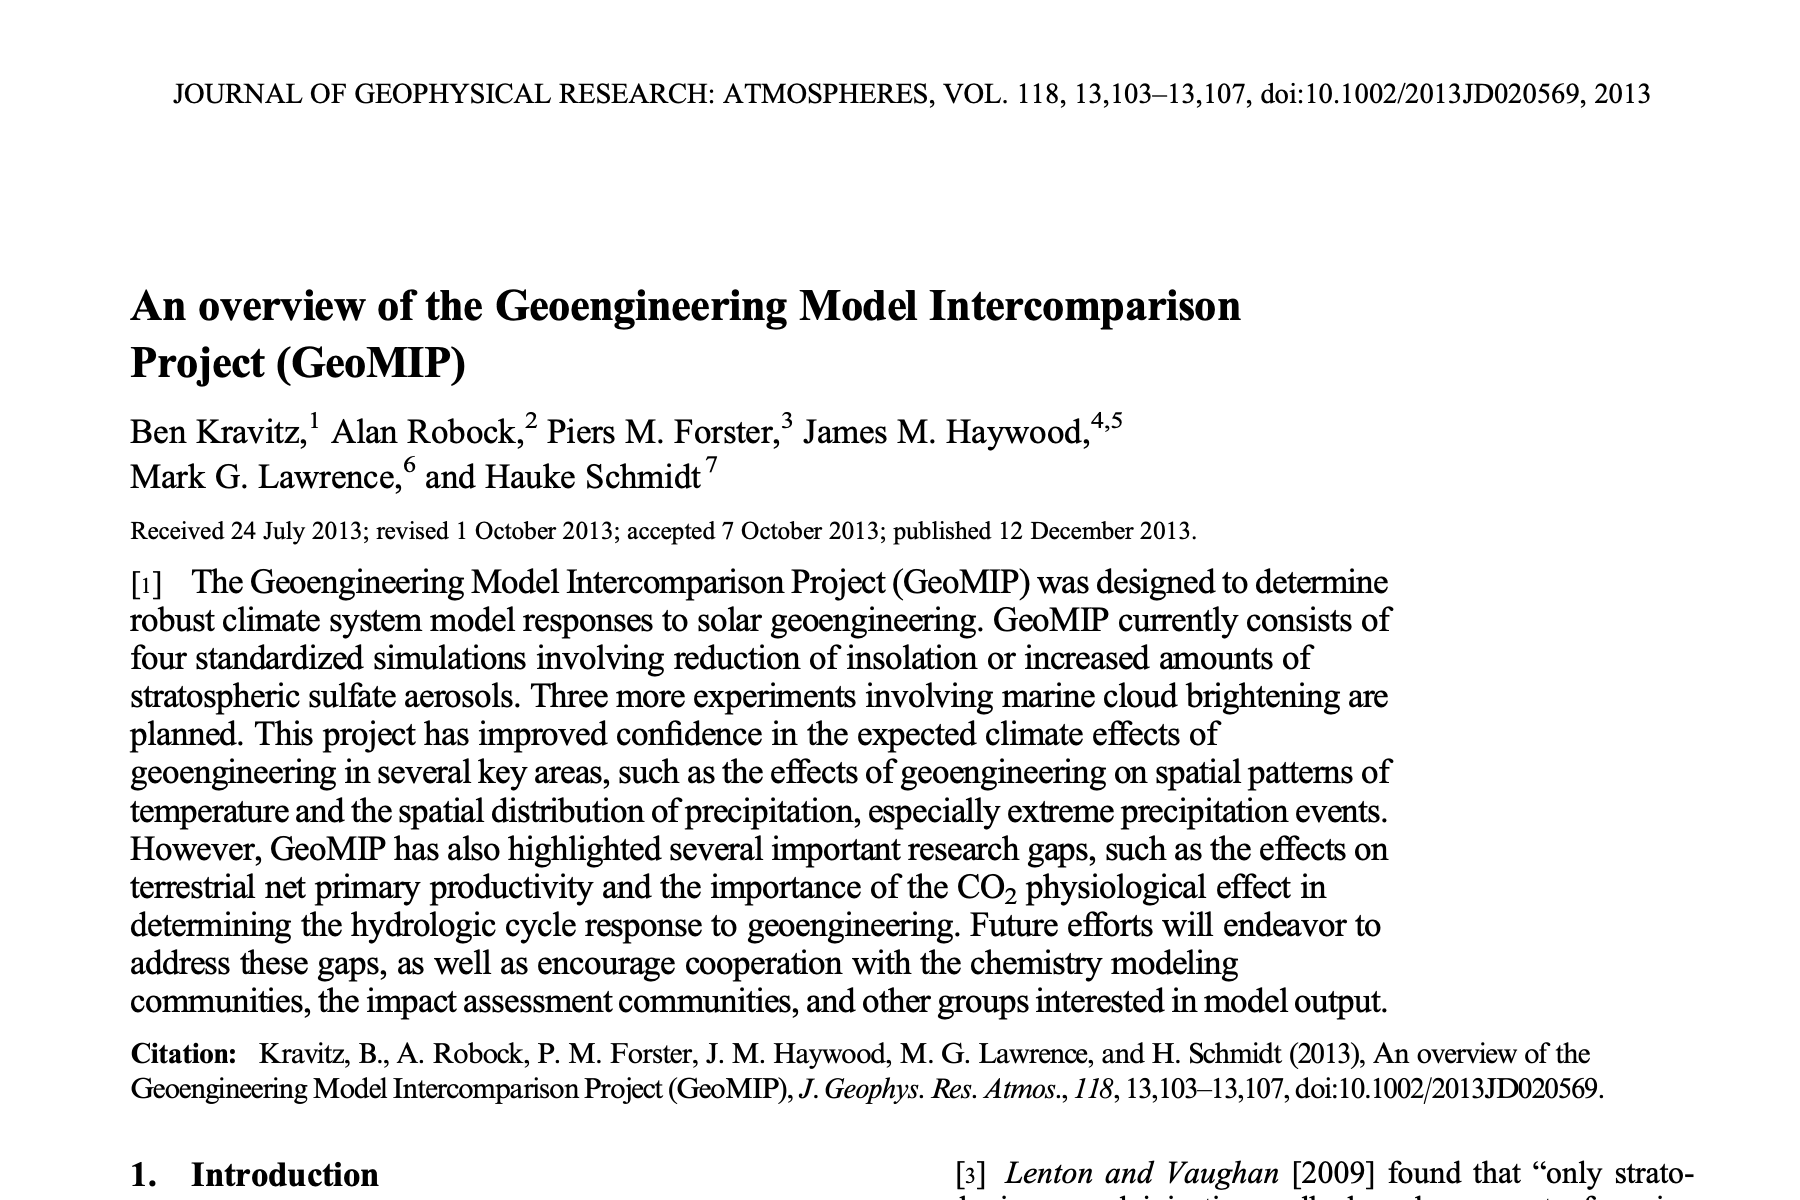 JOURNAL OF GEOPHYSICAL RESEARCH: ATMOSPHERES, VOL. 118, 13,103–13,107, doi:10.1002/2013JD020569, 2013
An overview of the Geoengineering Model Intercomparison
Project (GeoMIP)
Ben Kravitz,1 Alan Robock,2 Piers M. Forster,3 James M. Haywood,4,5
Mark G. Lawrence,6 and Hauke Schmidt7
Received 24 July 2013; revised 1 October 2013; accepted 7 October 2013; published 12 December 2013.
[1] The Geoengineering Model Intercomparison Project (GeoMIP) was designed to determine
robust climate system model responses to solar geoengineering. GeoMIP currently consists of
four standardized simulations involving reduction of insolation or increased amounts of
stratospheric sulfate aerosols. Three more experiments involving marine cloud brightening are
planned. This project has improved confidence in the expected climate effects of
geoengineering in several key areas, such as the effects of geoengineering on spatial patterns of
temperature and the spatial distribution of precipitation, especially extreme precipitation events.
However, GeoMIP has also highlighted several important research gaps, such as the effects on
terrestrial net primary productivity and the importance of the CO2 physiological effect in
determining the hydrologic cycle response to geoengineering. Future efforts will endeavor to
address these gaps, as well as encourage cooperation with the chemistry modeling
communities, the impact assessment communities, and other groups interested in model output.
Citation: Kravitz, B., A. Robock, P. M. Forster, J. M. Haywood, M. G. Lawrence, and H. Schmidt (2013), An overview of the
Geoengineering Model Intercomparison Project (GeoMIP), J. Geophys. Res. Atmos., 118, 13,103–13,107, doi:10.1002/2013JD020569.
1. Introduction
[3] Lenton and Vaughan [2009] found that “only strato-